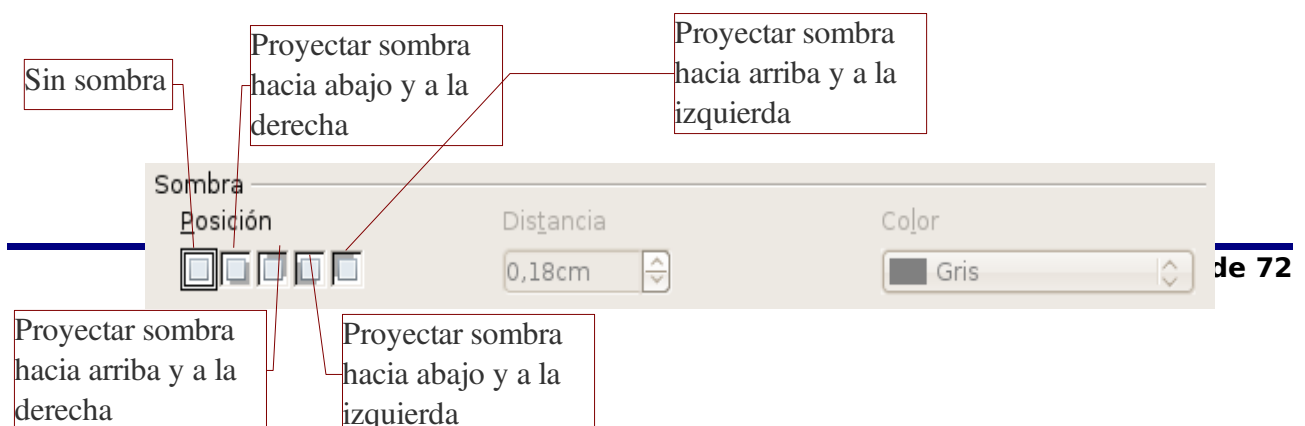 Sin sombra
Proyectar sombra
hacia abajo y a la
derecha
Proyectar sombra
hacia arriba y a la
izquierda
Sombra
Posición
Distancia
Color
0,18cm
Gris
de 72
Proyectar sombra
hacia arriba y a la
derecha
Proyectar sombra
hacia abajo y a la
izquierda